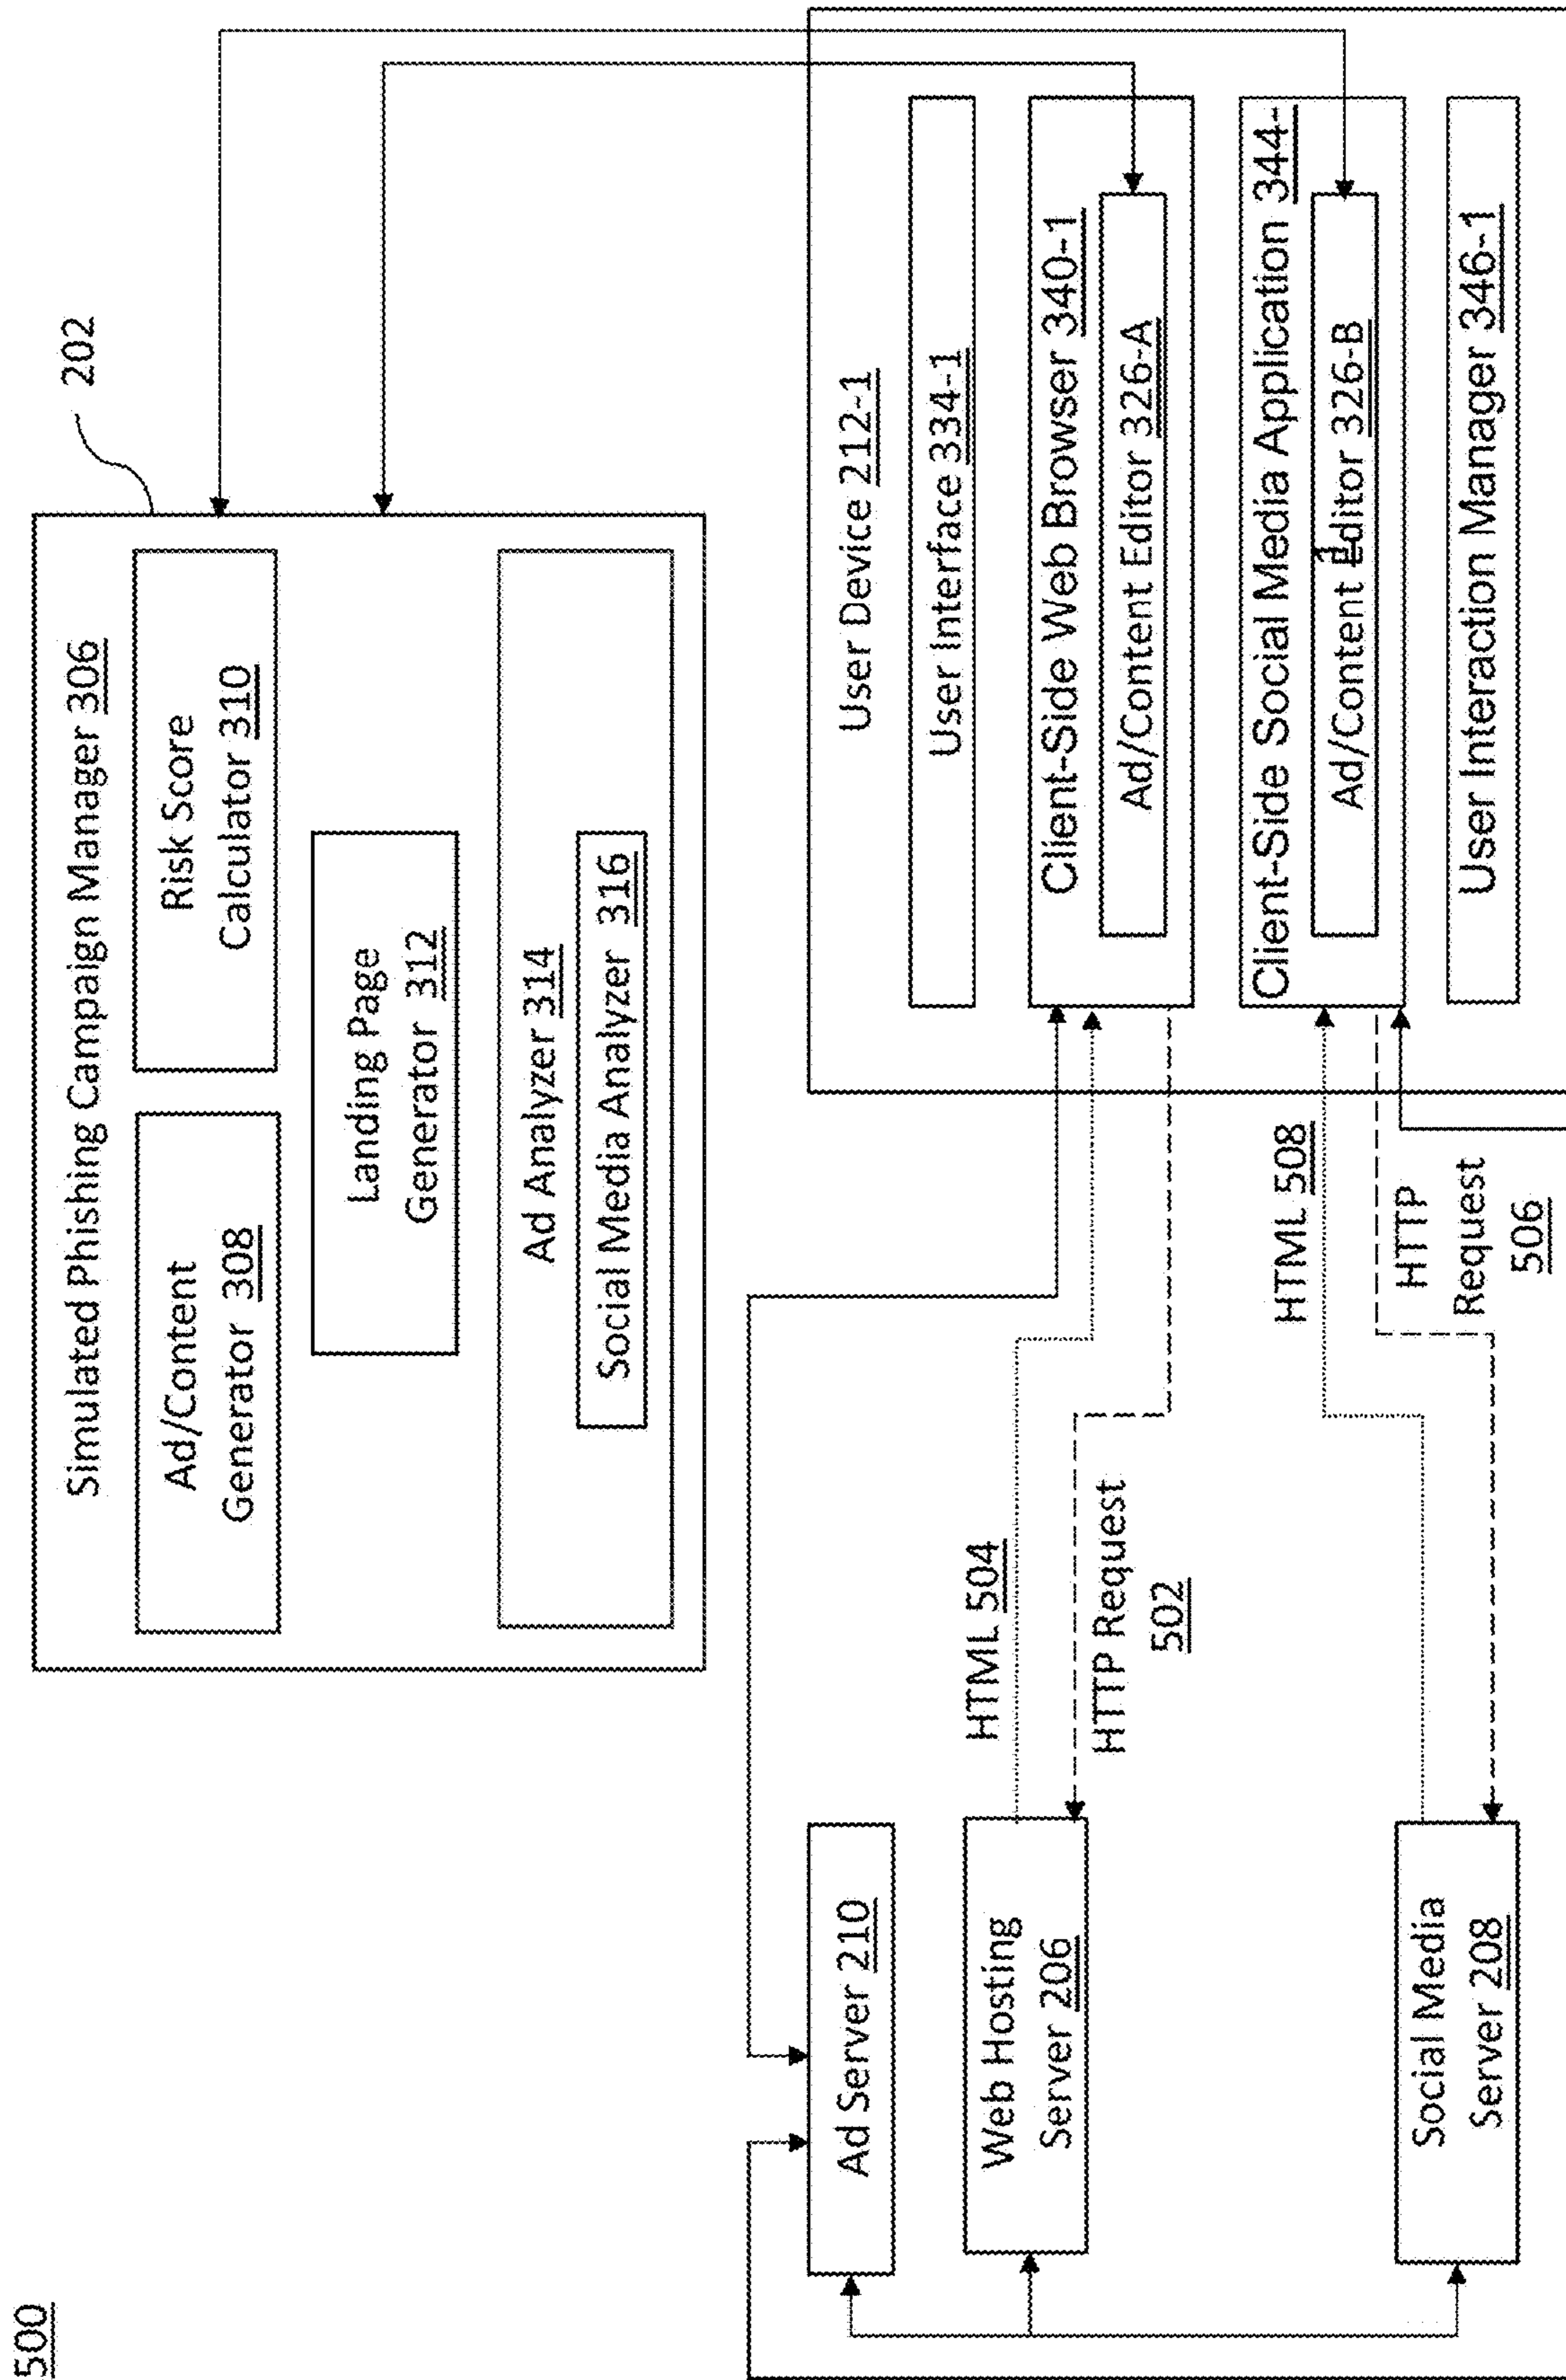 500
202
Simulated Phishing Campaign Manager 306
Ad/Content
Generator 308
Risk Score
Calculator 310
Landing Page
Generator 312
Ad Analyzer 314
Social Media Analyzer 316
Ad Server 210
Web Hosting
Server 206
Social Media
Server 208
HTML 504
HTTP Request
502
HTML 508
HTTP
Request
506
User Device 212-1
User Interface 334-1
Client-Side Web Browser 340-1
Ad/Content Editor 326-A
Client-Side Social Media Application 344-
1
Ad/Content Editor 326-B
User Interaction Manager 346-1